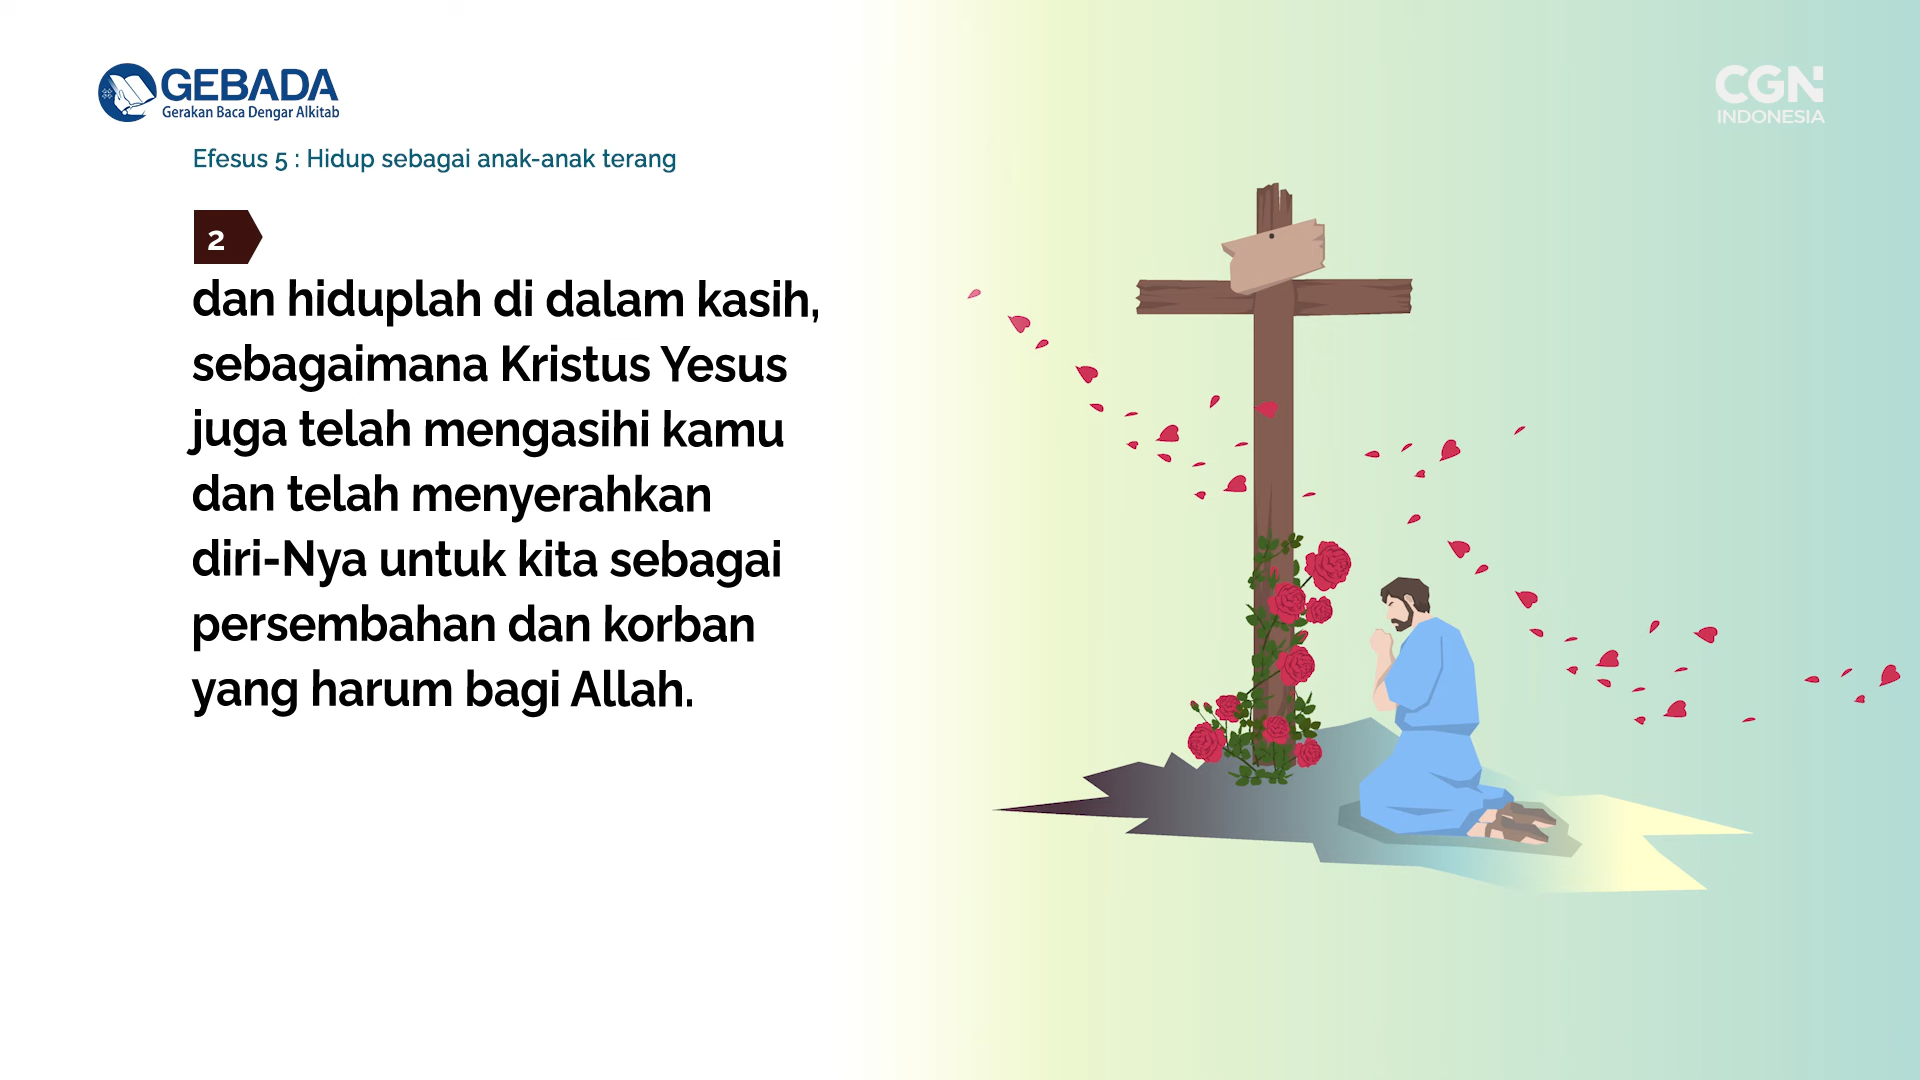 GEBADA
Gerakan Baca Dengar Alkitab
CGN
INDONESIA
Efesus 5 : Hidup sebagai anak-anak terang
2
dan hiduplah di dalam kasih,
sebagaimana Kristus Yesus
juga telah mengasihi kamu
dan telah menyerahkan
diri-Nya untuk kita sebagai
persembahan dan korban
yang harum bagi Allah.